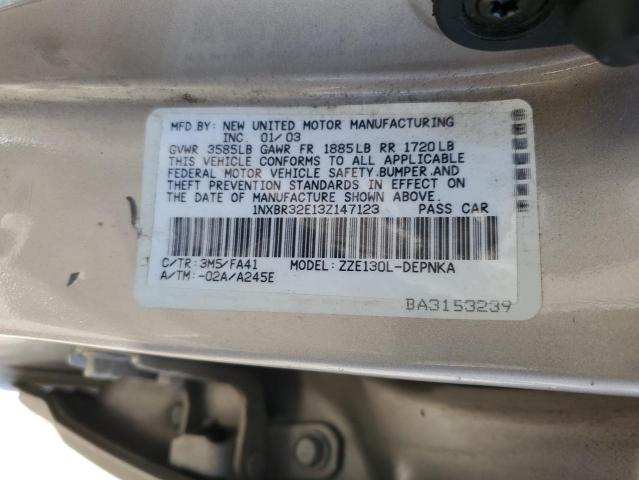 MFD.BY: NEW UNITED MOTOR MANUFACTURING
INC. 01/03
GVWR 3585LB GAWR FR 1885LB RR 1720LB
THIS VEHICLE CONFORMS TO ALL APPLICABLE
FEDERAL MOTOR VEHICLE SAFETY.BUMPER.AND
THEFT PREVENTION STANDARDS IN EFFECT ON
THE DATE OF MANUFACTURE SHOWN ABOVE.
1NXBR32E13Z147123 PASS CAR
C/TR:3M5/FA41 MODEL:ZZE130L-DEPNKA
A/TM:-02A/A245E
BA3153239